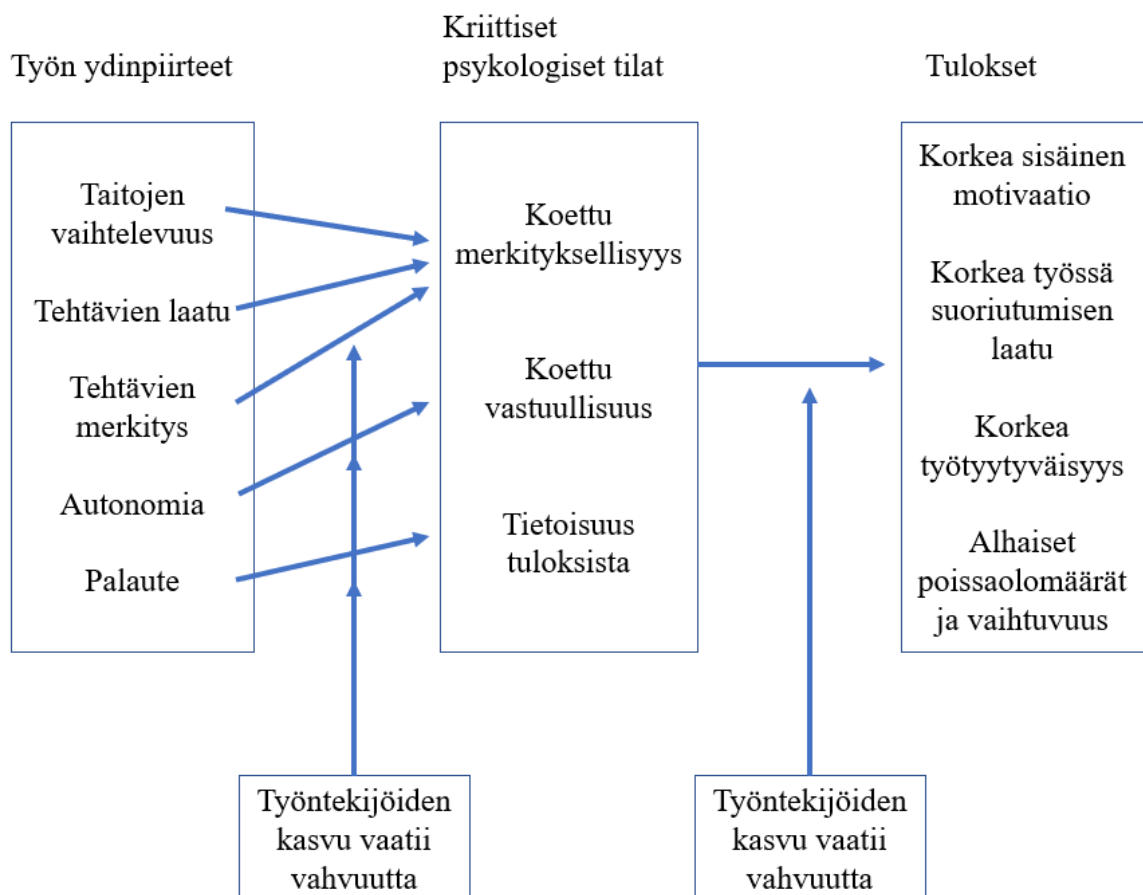 Työn ydinpiirteet
Kriittiset
psykologiset tilat
Tulokset
Taitojen
vaihtelevuus
Tehtävien laatu
Tehtävien
merkitys
Autonomia
Palaute
Koettu
merkityksellisyys
Koettu
vastuullisuus
Tietoisuus
tuloksista
Korkea sisäinen
motivaatio
Korkea työssä
suoriutumisen
laatu
Korkea
työtyytyväisyys
Alhaiset
poissaolomäärät
ja vaihtuvuus
Työntekijöiden
kasvu vaatii
vahvuutta
Työntekijöiden
kasvu vaatii
vahvuutta